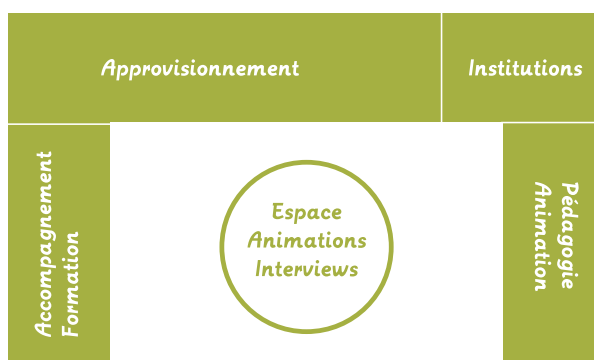 Approvisionnement
Institutions
Accompagnement
Formation
Espace
Animations
Interviews
Pédagogie
Animation